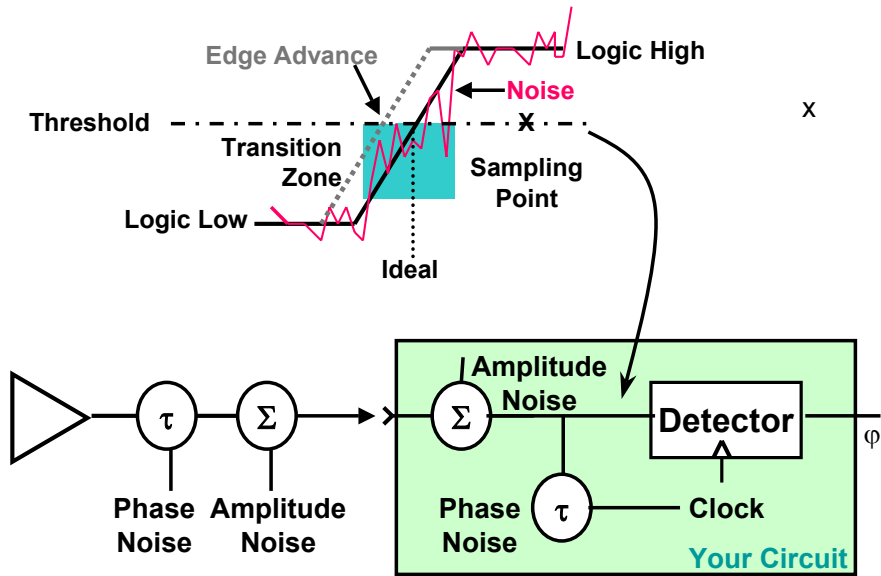 Edge Advance
Logic High
Noise
Threshold
X
x
Transition
Zone
Sampling
Point
Logic Low
Ideal
Amplitude
Noise
τ
Σ
Σ
Detector
φ
Phase
Noise
Amplitude
Noise
Phase
Noise
τ
Clock
Your Circuit